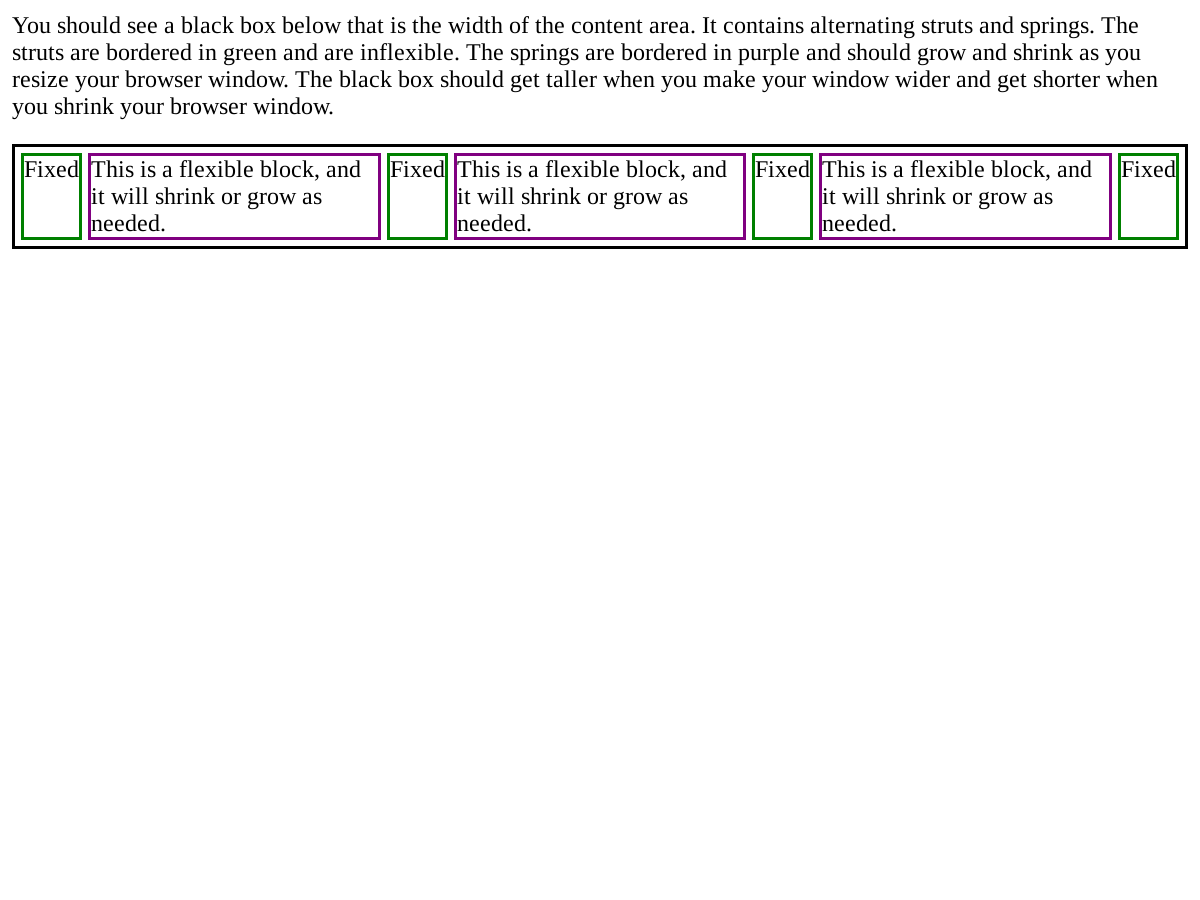 You should see a black box below that is the width of the content area. It contains alternating struts and springs. The
struts are bordered in green and are inflexible. The springs are bordered in purple and should grow and shrink as you
resize your browser window. The black box should get taller when you make your window wider and get shorter when
you shrink your browser window.
Fixed
This is a flexible block, and
it will shrink or grow as
needed.
Fixed
This is a flexible block, and
it will shrink or grow as
needed.
Fixed
This is a flexible block, and
it will shrink or grow as
needed.
Fixed